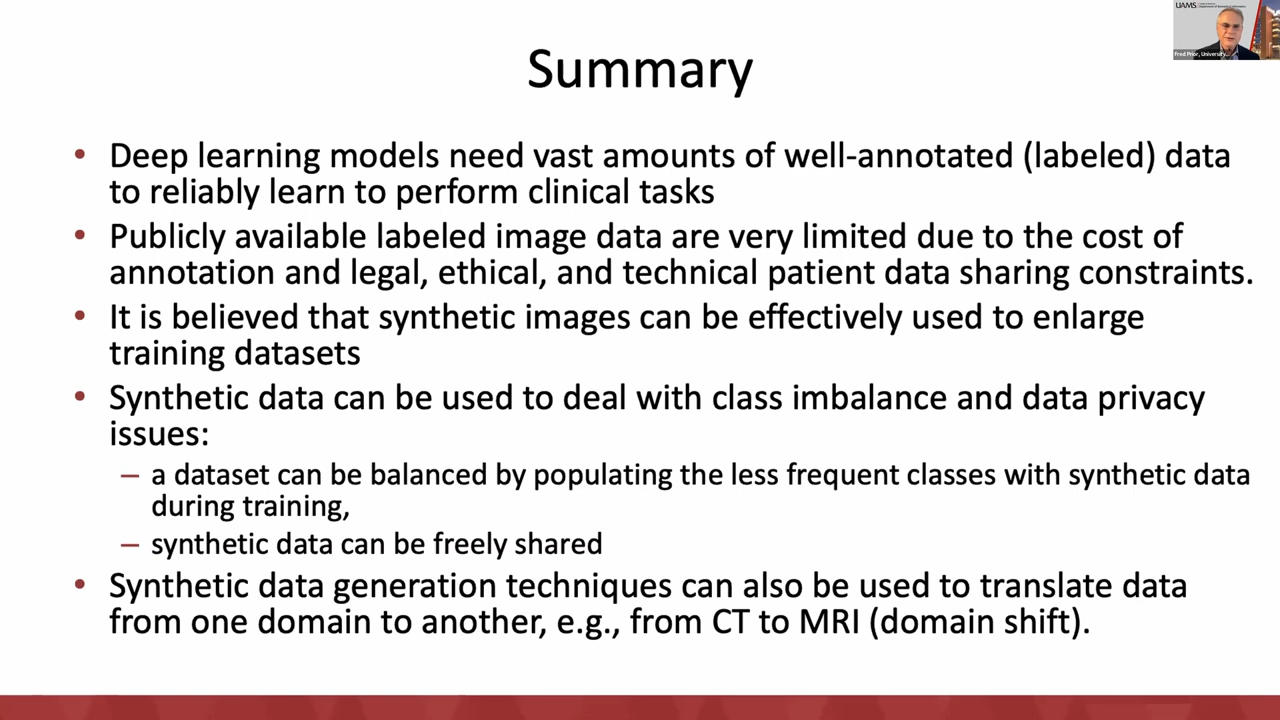 UAMS
Fred Prior, University...
Summary
• Deep learning models need vast amounts of well-annotated (labeled) data
to reliably learn to perform clinical tasks
• Publicly available labeled image data are very limited due to the cost of
annotation and legal, ethical, and technical patient data sharing constraints.
• It is believed that synthetic images can be effectively used to enlarge
training datasets
• Synthetic data can be used to deal with class imbalance and data privacy
issues:
– a dataset can be balanced by populating the less frequent classes with synthetic data
during training,
– synthetic data can be freely shared
• Synthetic data generation techniques can also be used to translate data
from one domain to another, e.g., from CT to MRI (domain shift).